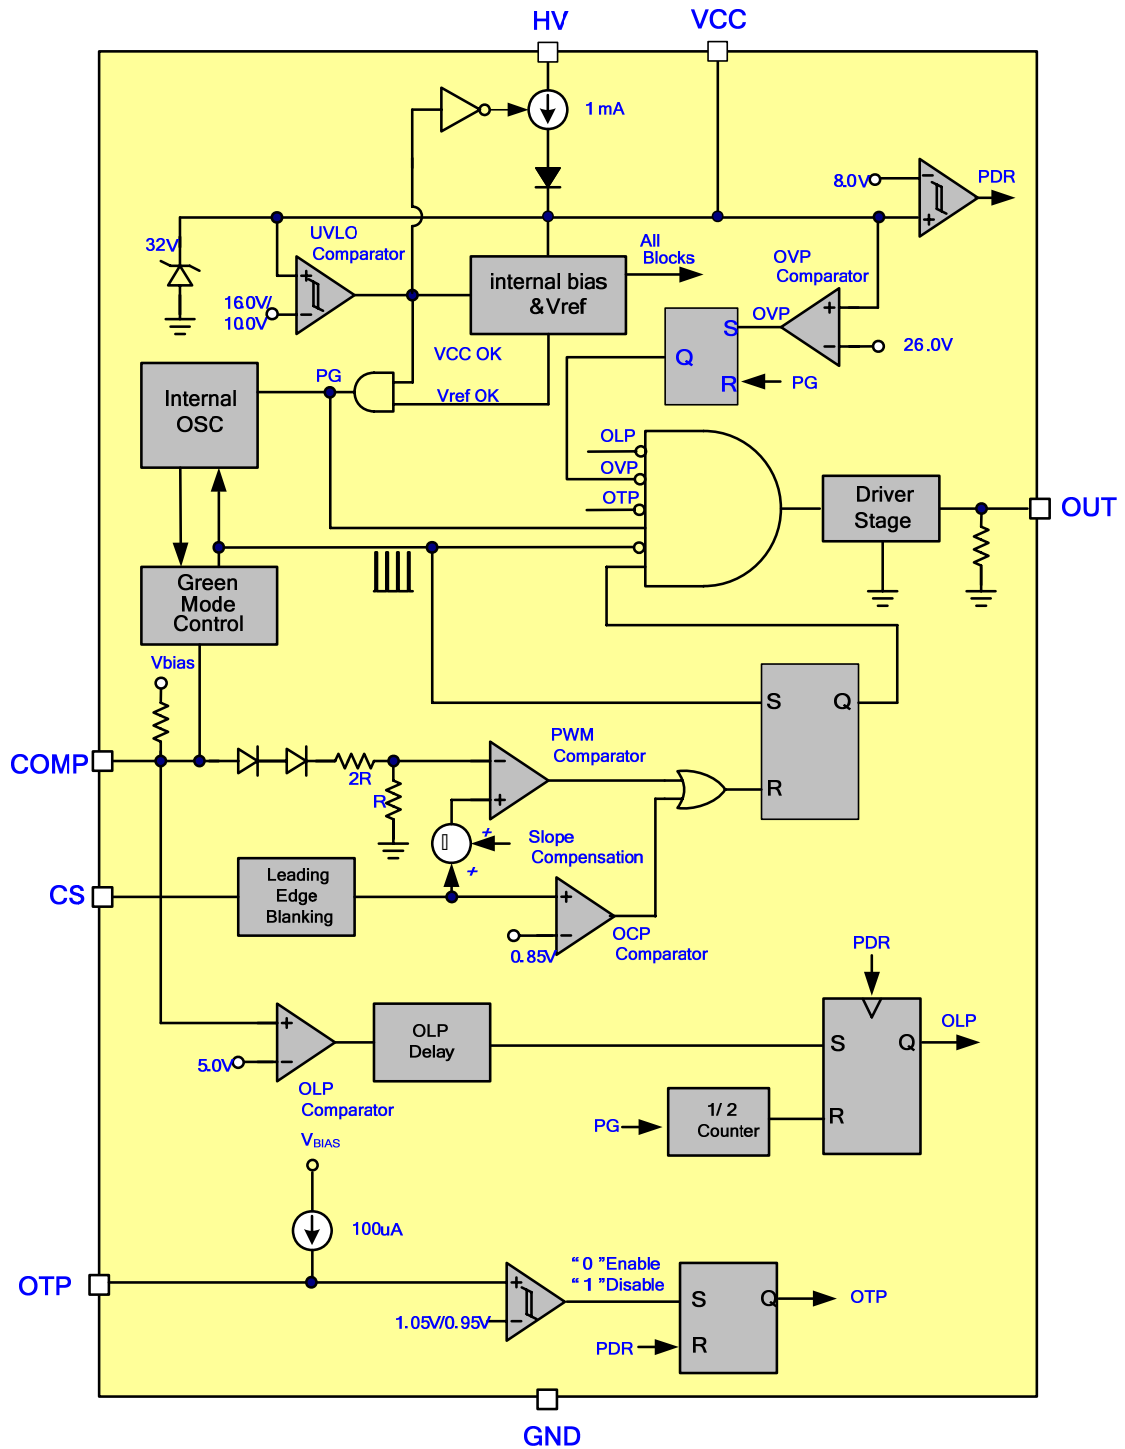 HV
VCC
1mA
8.0V
PDR
32V
UVLO
Comparator
All
Blocks
OVP
Comparator
internal bias
&Vref
16.0V/
10.0V
OVP
S
Q
R
PG
26.0V
VCC OK
PG
Vref OK
Internal
OSC
OLP
OVP
OTP
Driver
Stage
OUT
Green
Mode
Control
Vbias
S
Q
R
COMP
PWM
Comparator
2R
R
Slope
Compensation
CS
Leading
Edge
Blanking
OCP
Comparator
0.85V
PDR
OLP
Delay
S
Q
OLP
5.0V
OLP
Comparator
1/2
Counter
R
PG
VBIAS
100uA
OTP
“0”Enable
“1”Disable
S
Q
OTP
1.05V/0.95V
PDR
R
GND